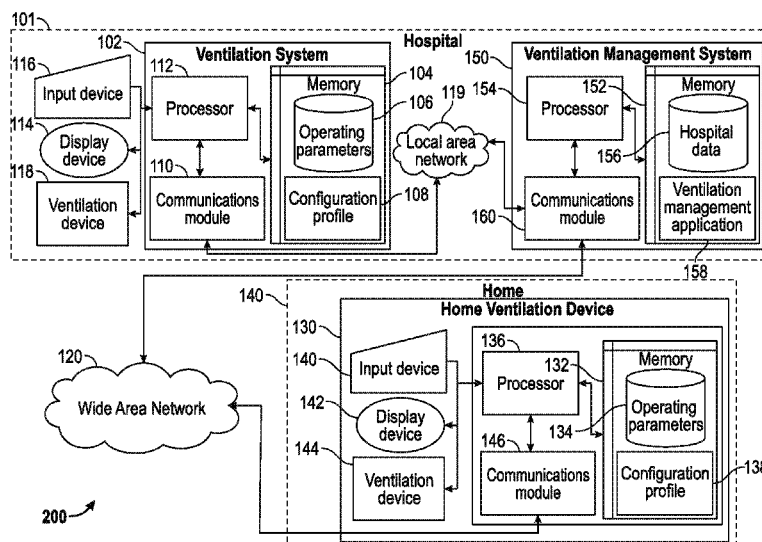 101
Hospital
102
Ventilation System
116
Input device
112
Processor
Memory
104
106
Operating parameters
114
Display device
110
118
Ventilation device
Communications module
Configuration profile
108
119
Local area network
150
Ventilation Management System
154
Processor
152
Memory
Hospital data
156
160
Communications module
Ventilation management application
158
140
Home
130
Home Ventilation Device
140
Input device
136
Processor
132
Memory
Operating parameters
134
142
Display device
146
144
Ventilation device
Communications module
Configuration profile
138
120
Wide Area Network
200